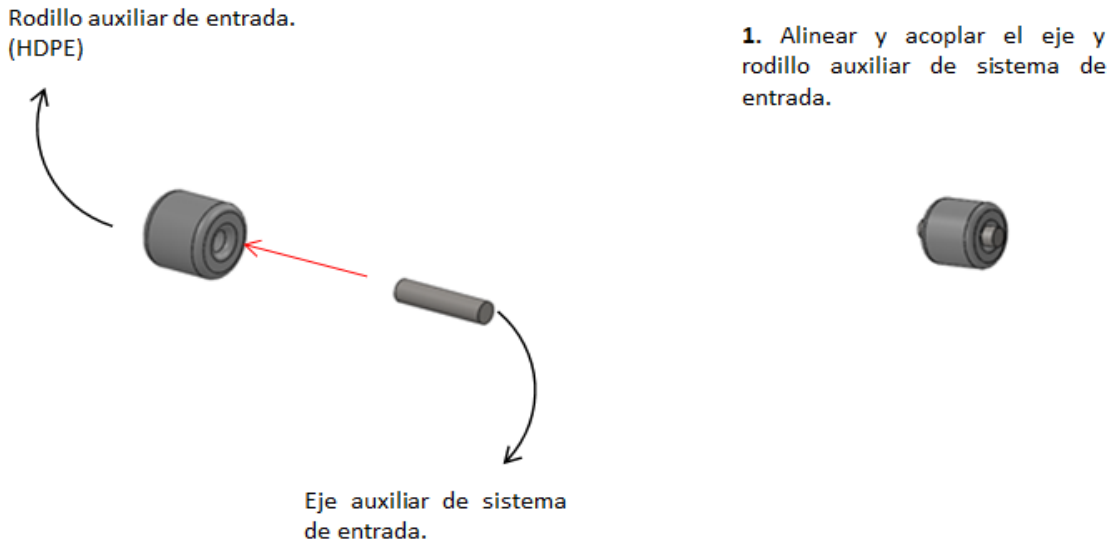 Rodillo auxiliar de entrada.
(HDPE)
1. Alinear y acoplar el eje y
rodillo auxiliar de sistema de
entrada.
Eje auxiliar de sistema
de entrada.